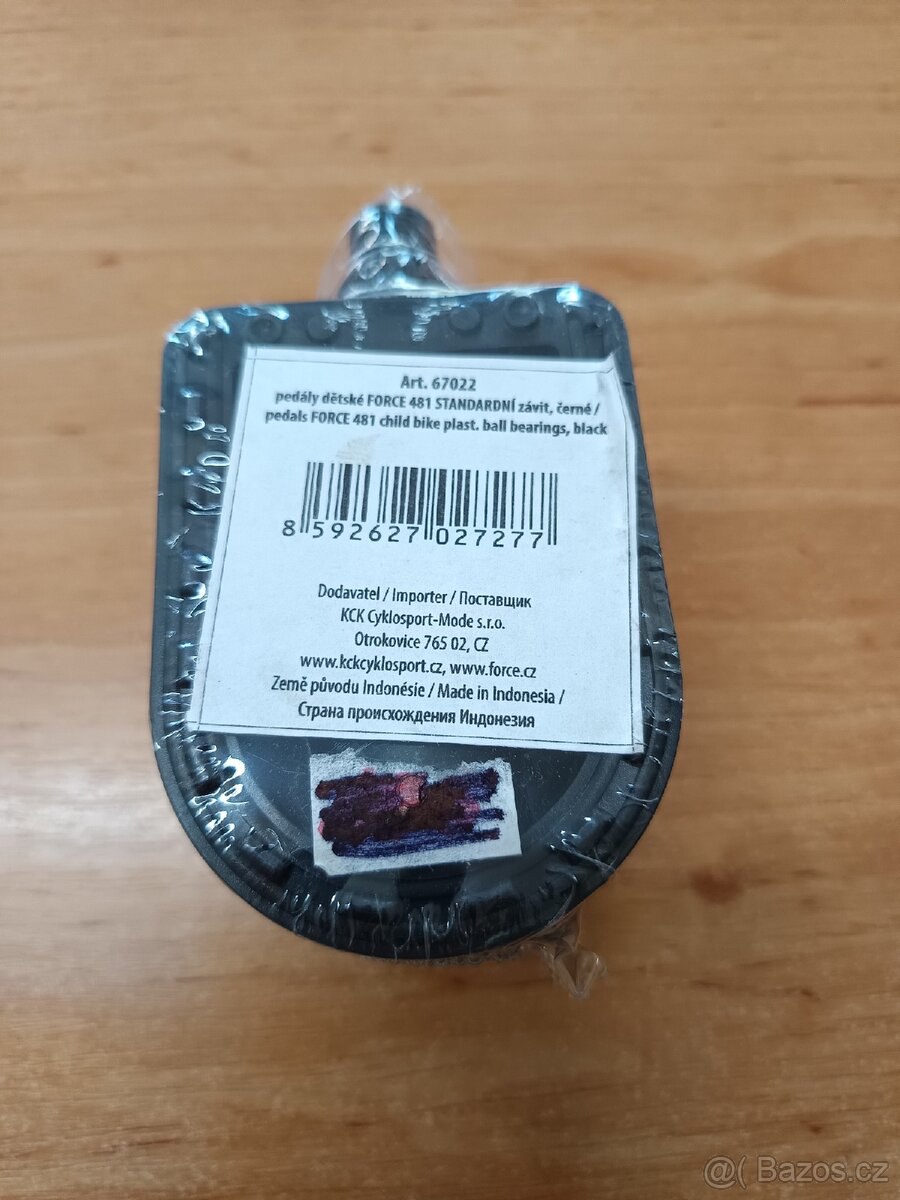 Art. 67022
pedály dětské FORCE 481 STANDARDNÍ závit, černé /
pedals FORCE 481 child bike plast. ball bearings, black
8 592627 027277
Dodavatel / Importer / Поставщик
KCK Cyklosport-Mode s.r.o.
Otrokovice 765 02, CZ
www.kckcyklosport.cz, www.force.cz
Země původu Indonésie / Made in Indonesia /
Страна происхождения Индонезия
@( Bazos.cz